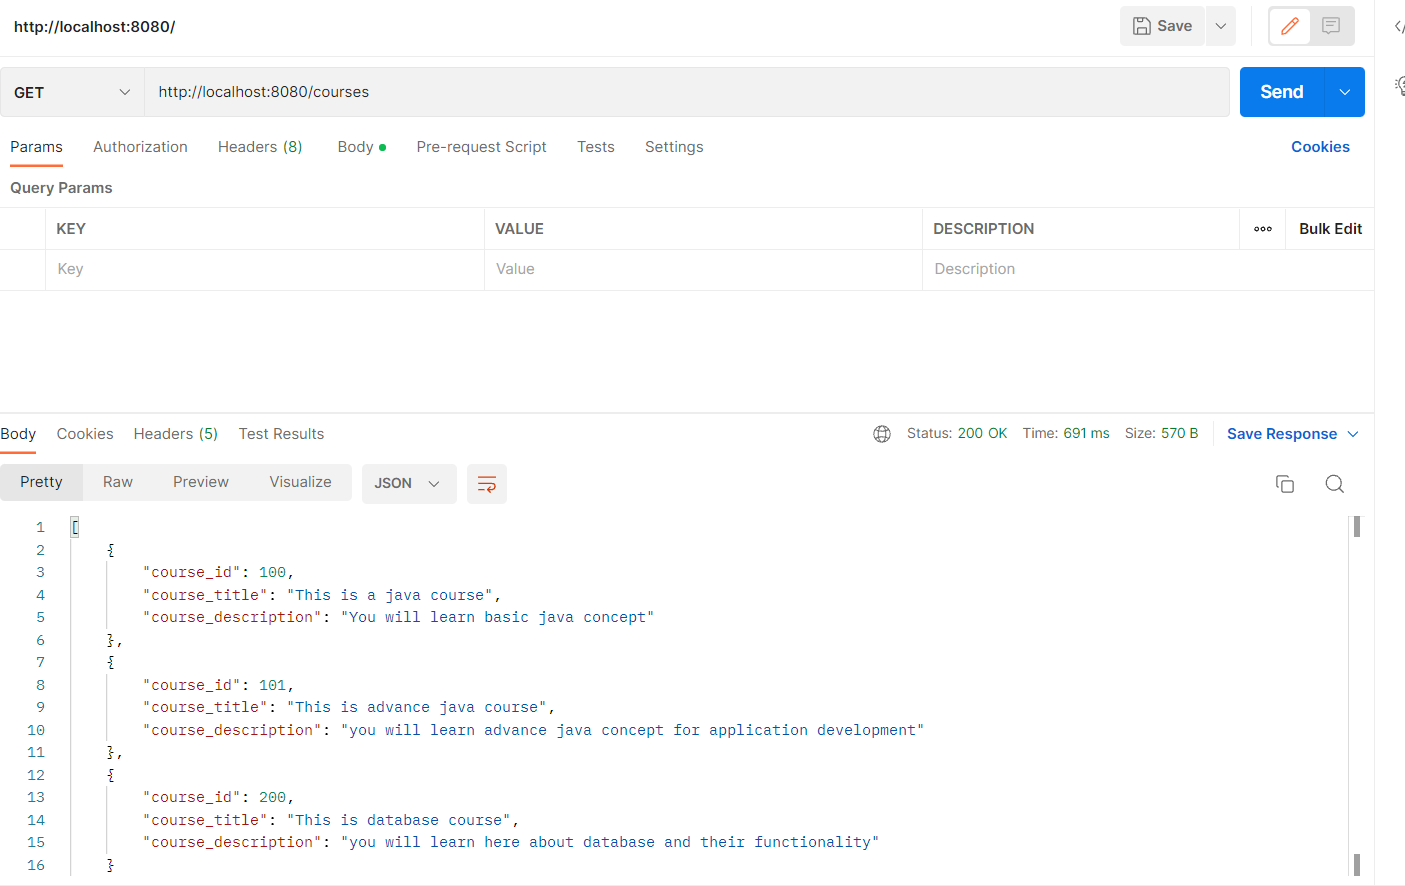 http://localhost:8080/
Save
GET http://localhost:8080/courses Send
Params Authorization Headers (8) Body Pre-request Script Tests Settings Cookies
Query Params
KEY VALUE DESCRIPTION ooo Bulk Edit
Key Value Description
Body Cookies Headers (5) Test Results Status: 200 OK Time: 691 ms Size: 570 B Save Response
Pretty Raw Preview Visualize JSON
1 [
2 {
3 "course_id": 100,
4 "course_title": "This is a java course",
5 "course_description": "You will learn basic java concept"
6 },
7 {
8 "course_id": 101,
9 "course_title": "This is advance java course",
10 "course_description": "you will learn advance java concept for application development"
11 },
12 {
13 "course_id": 200,
14 "course_title": "This is database course",
15 "course_description": "you will learn here about database and their functionality"
16 }